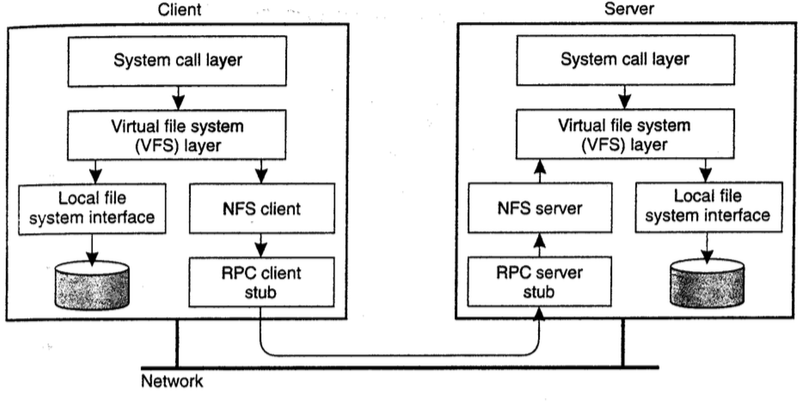 Client
Server
System call layer
System call layer
Virtual file system
(VFS) layer
Virtual file system
(VFS) layer
Local file
system interface
NFS client
NFS server
Local file
system interface
RPC client
stub
RPC server
stub
Network